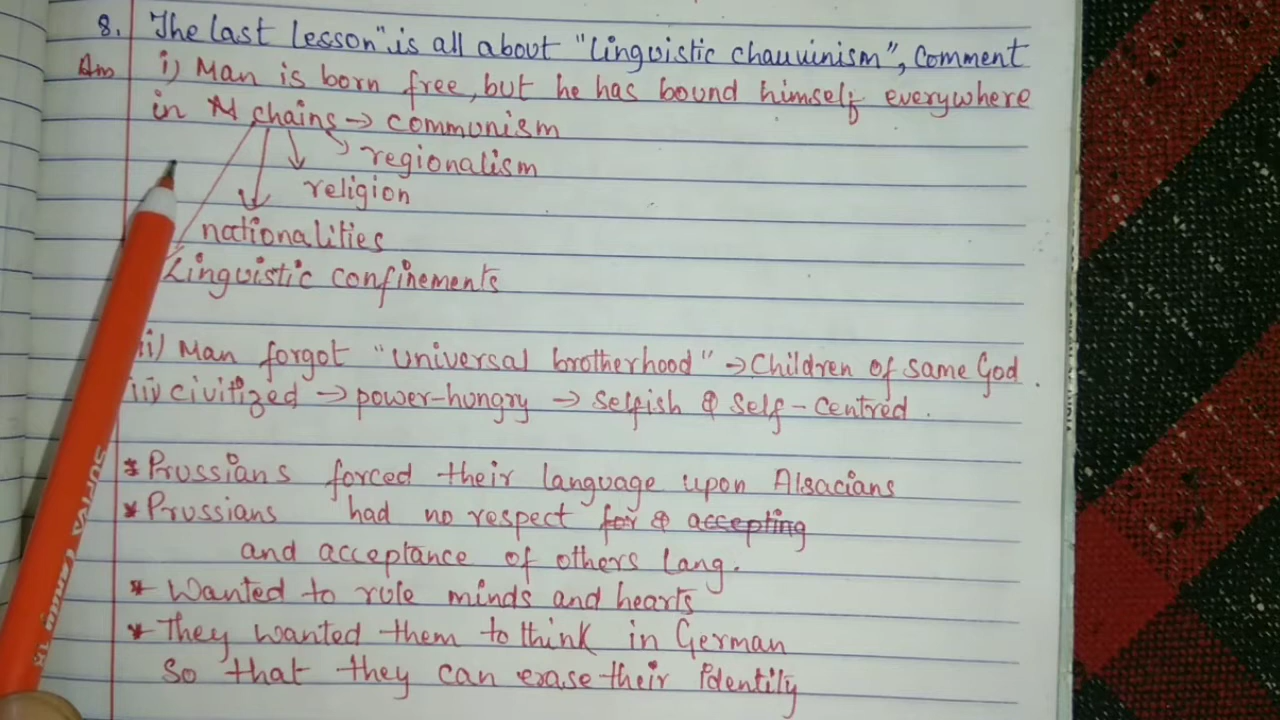 8. "The last lesson" is all about "Linguistic chauvinism", Comment
Ans i) Man is born free, but he has bound himself everywhere
in chains → communism
regionalism
religion
nationalities
Linguistic confinements
ii) Man forgot "universal brotherhood" → Children of same God.
iii) civilized → power-hungry → selfish & self-centred.
* Prussians forced their language upon Alsacians
* Prussians had no respect for & accepting
and acceptance of others lang.
* Wanted to rule minds and hearts
* They wanted them to think in German
So that they can erase their identity